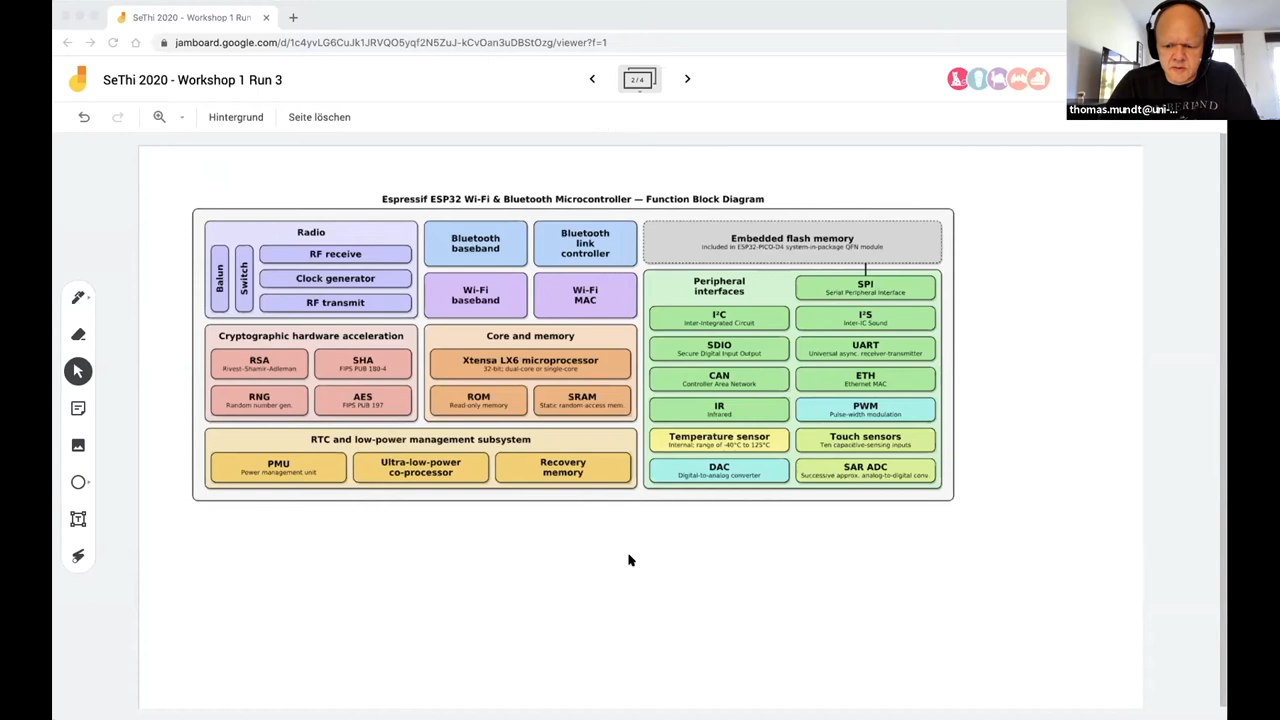 SeThi 2020 - Workshop 1 Run
jamboard.google.com/d/1c4yvLG6CuJk1JRVQO5yqf2N5ZuJ-kCvOan3uDBStOzg/viewer?f=1
thomas.mundt@uni-...
SeThi 2020 - Workshop 1 Run 3
2 / 4
Hintergrund
Seite löschen
Espressif ESP32 Wi-Fi & Bluetooth Microcontroller — Function Block Diagram
Radio
Balun
Switch
RF receive
Clock generator
RF transmit
Bluetooth
baseband
Bluetooth
link
controller
Wi-Fi
baseband
Wi-Fi
MAC
Cryptographic hardware acceleration
RSA
Rivest-Shamir-Adleman
SHA
FIPS PUB 180-4
RNG
Random number gen.
AES
FIPS PUB 197
Core and memory
Xtensa LX6 microprocessor
32-bit; dual-core or single-core
ROM
Read-only memory
SRAM
Static random access mem.
RTC and low-power management subsystem
PMU
Power management unit
Ultra-low-power
co-processor
Recovery
memory
Embedded flash memory
Included in ESP32-PICO-D4 system-in-package QFN module
Peripheral
interfaces
SPI
Serial Peripheral Interface
I²C
Inter-Integrated Circuit
I²S
Inter-IC Sound
SDIO
Secure Digital Input Output
UART
Universal async. receiver-transmitter
CAN
Controller Area Network
ETH
Ethernet MAC
IR
Infrared
PWM
Pulse-width modulation
Temperature sensor
Internal; range of -40°C to 125°C
Touch sensors
Ten capacitive-sensing inputs
DAC
Digital-to-analog converter
SAR ADC
Successive approx. analog-to-digital conv.